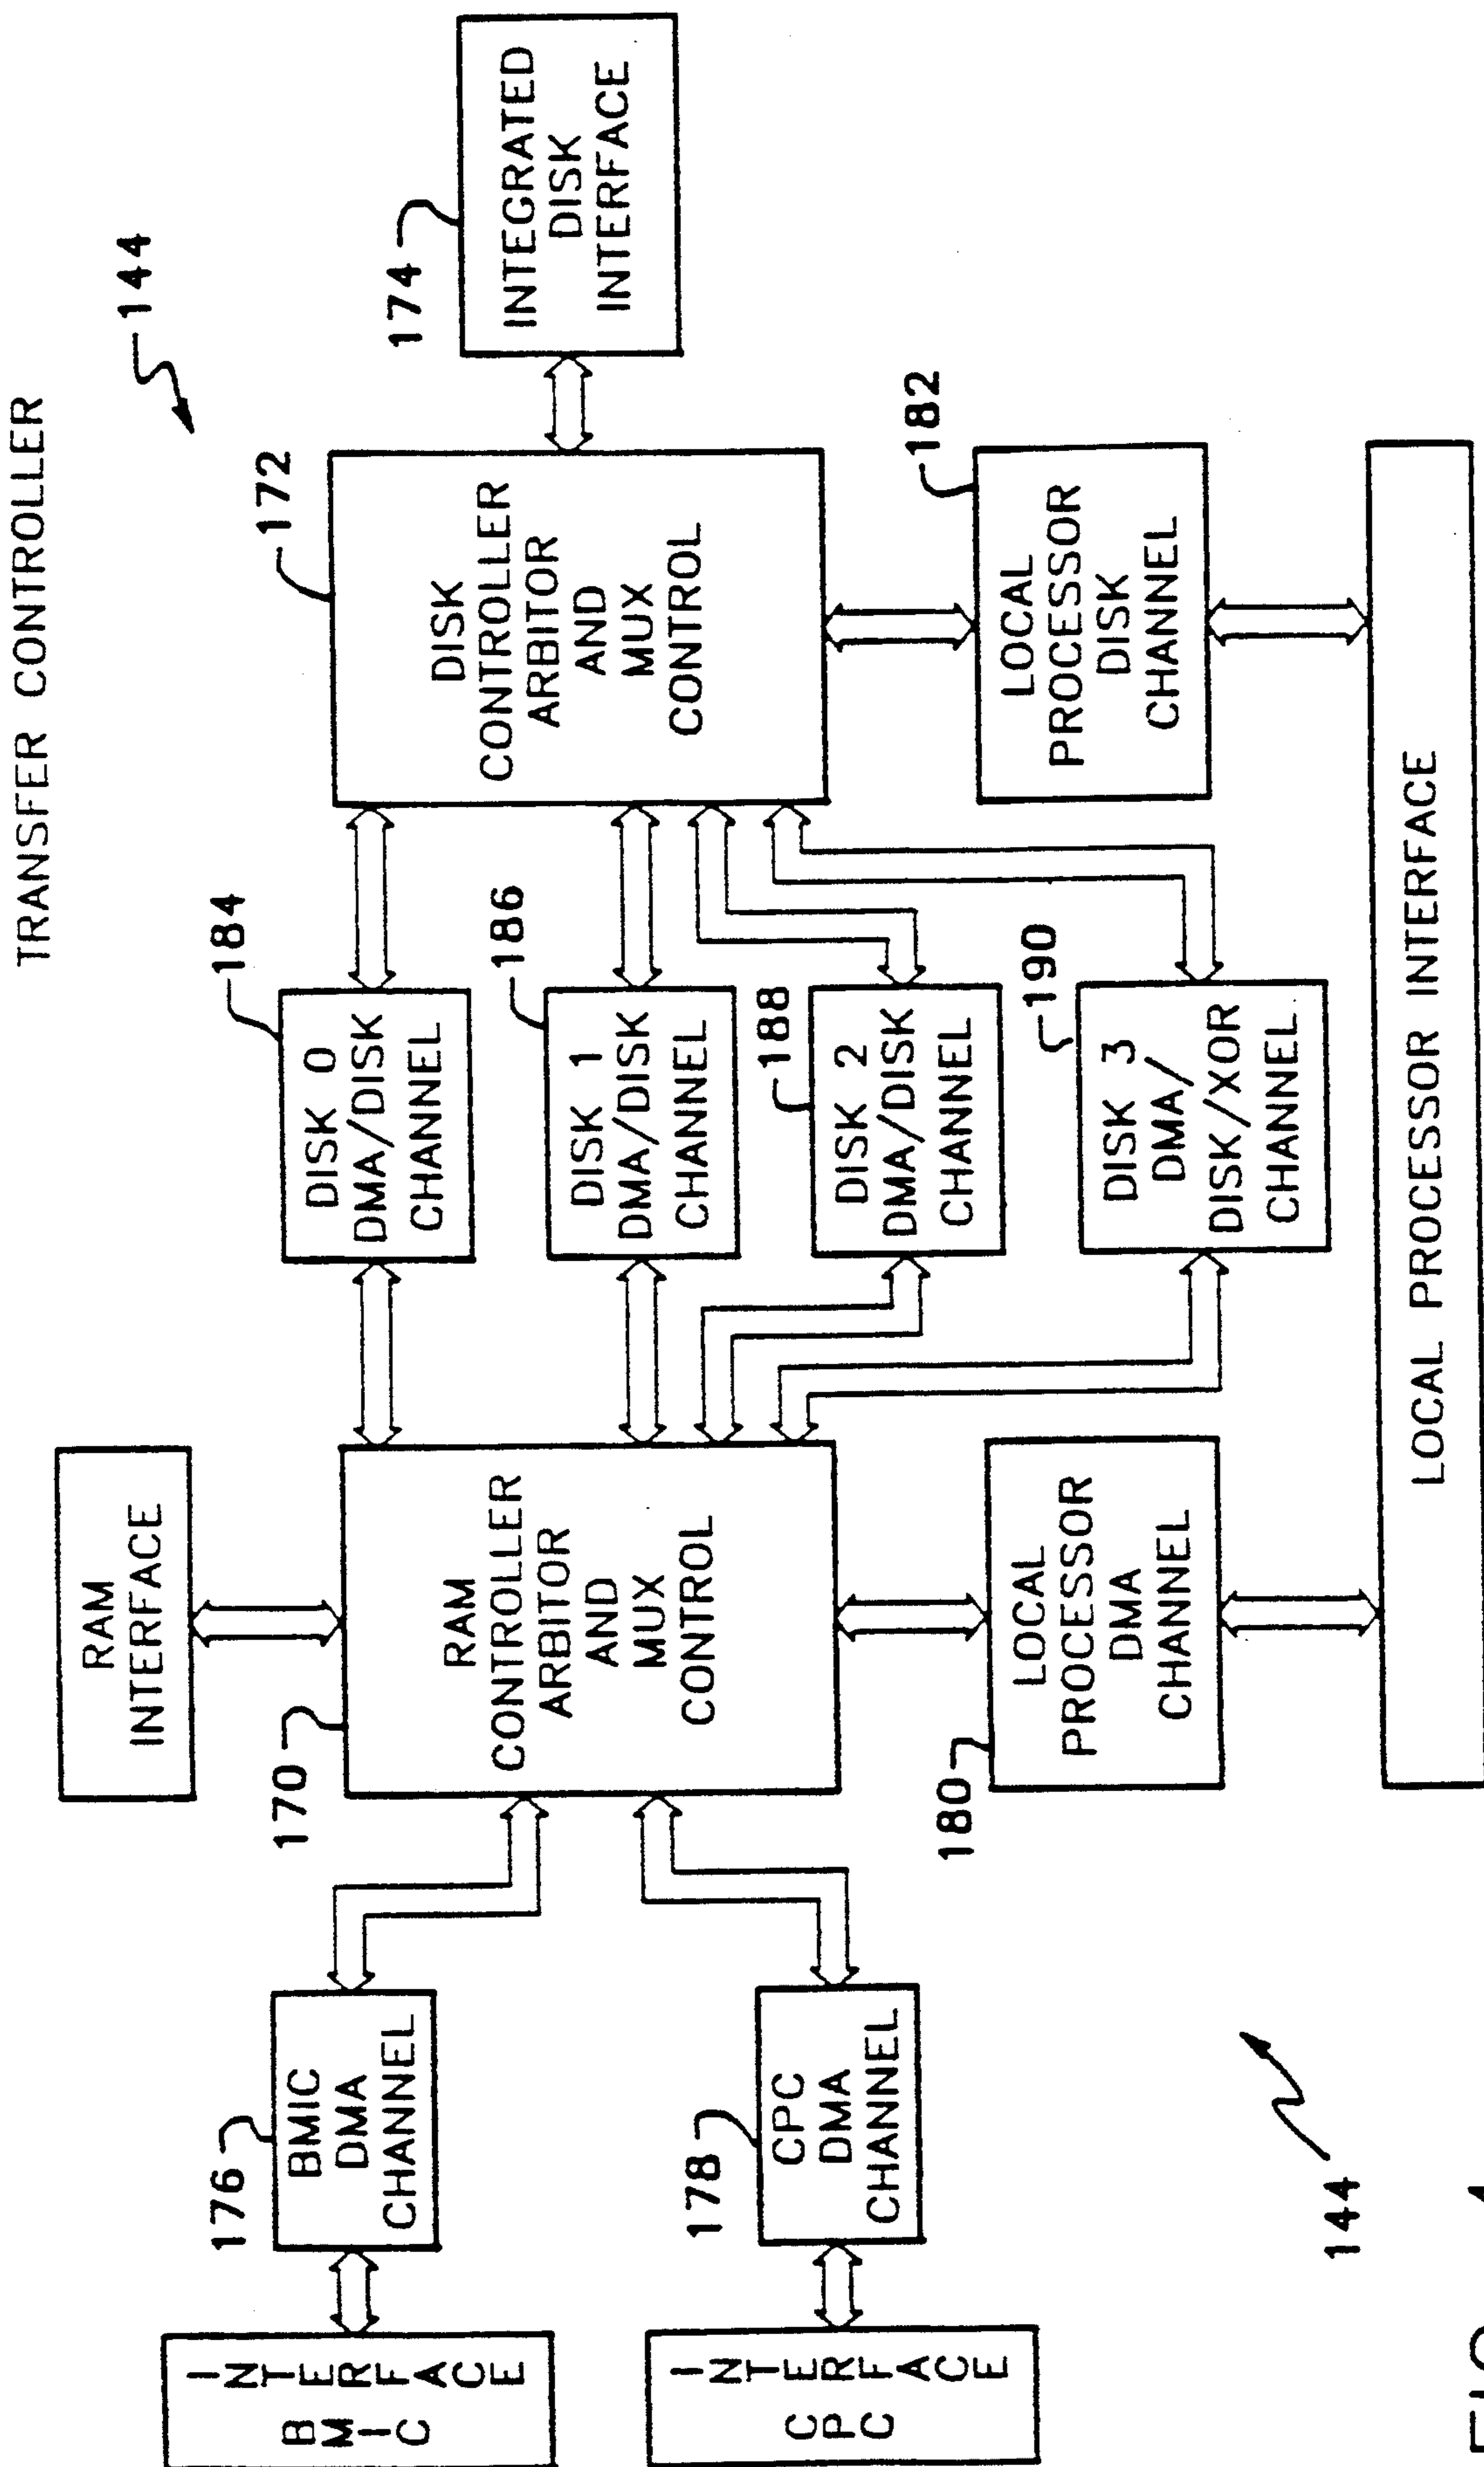 TRANSFER CONTROLLER
144
RAM
INTERFACE
170
RAM
CONTROLLER
ARBITOR
AND
MUX
CONTROL
172
DISK
CONTROLLER
ARBITOR
AND
MUX
CONTROL
174
INTEGRATED
DISK
INTERFACE
184
DISK 0
DMA/DISK
CHANNEL
186
DISK 1
DMA/DISK
CHANNEL
188
DISK 2
DMA/DISK
CHANNEL
190
DISK 3
DMA/
DISK/XOR
CHANNEL
176
BMIC
DMA
CHANNEL
BMIC
INTERFACE
178
CPC
DMA
CHANNEL
CPC
INTERFACE
180
LOCAL
PROCESSOR
DMA
CHANNEL
182
LOCAL
PROCESSOR
DISK
CHANNEL
LOCAL PROCESSOR INTERFACE
144